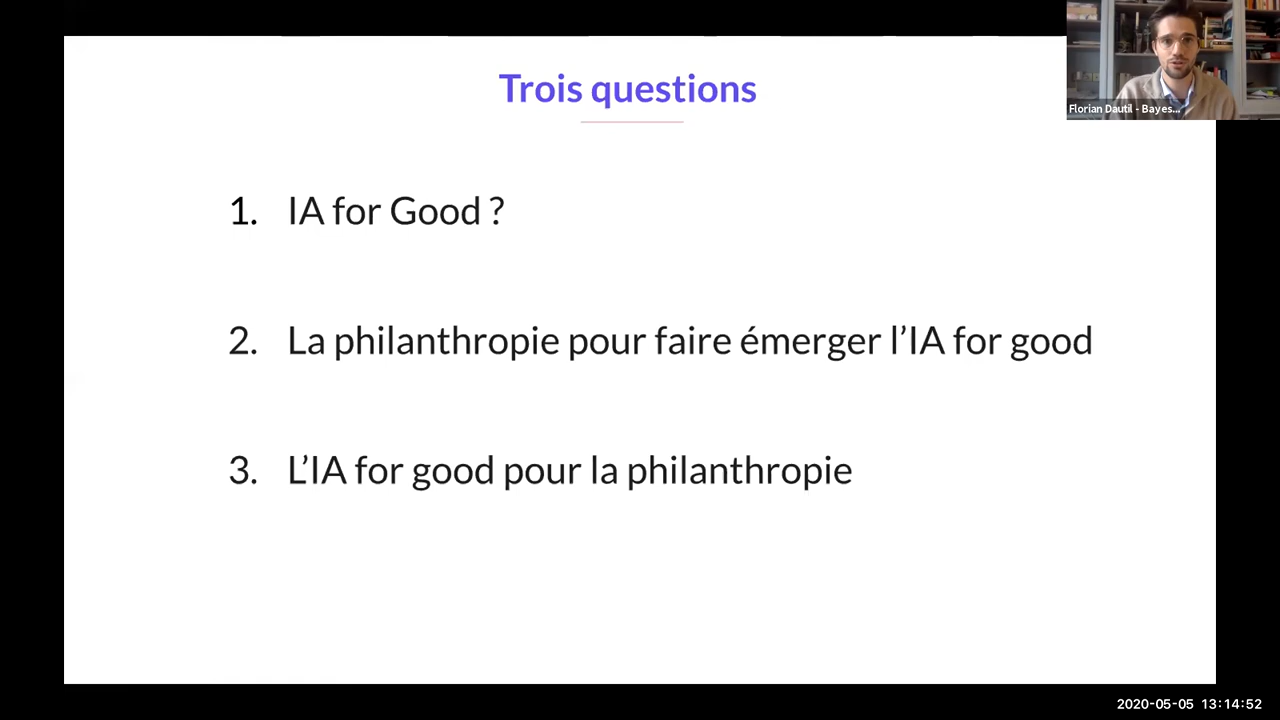 Trois questions
Florian Dautil - Bayes...
1. IA for Good ?
2. La philanthropie pour faire émerger l’IA for good
3. L’IA for good pour la philanthropie
2020-05-05 13:14:52